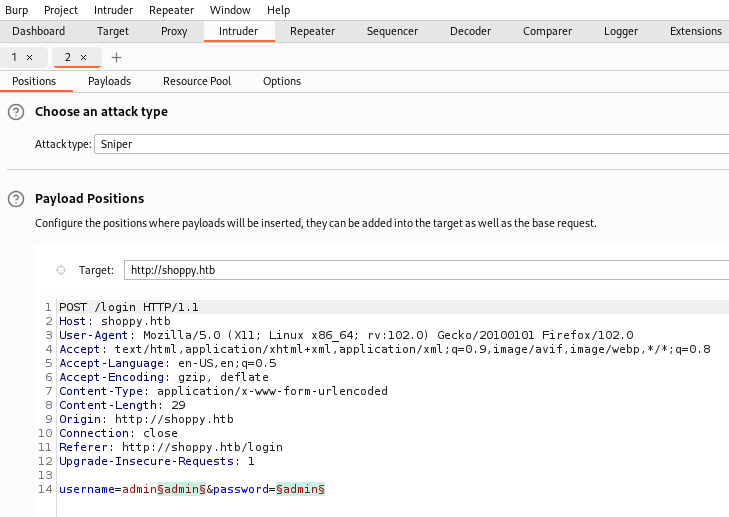 Burp Project Intruder Repeater Window Help
Dashboard Target Proxy Intruder Repeater Sequencer Decoder Comparer Logger Extensions
1 × 2 × +
Positions Payloads Resource Pool Options
? Choose an attack type
Attack type: Sniper
? Payload Positions
Configure the positions where payloads will be inserted, they can be added into the target as well as the base request.
Target: http://shoppy.htb
1 POST /login HTTP/1.1
2 Host: shoppy.htb
3 User-Agent: Mozilla/5.0 (X11; Linux x86_64; rv:102.0) Gecko/20100101 Firefox/102.0
4 Accept: text/html,application/xhtml+xml,application/xml;q=0.9,image/avif,image/webp,*/*;q=0.8
5 Accept-Language: en-US,en;q=0.5
6 Accept-Encoding: gzip, deflate
7 Content-Type: application/x-www-form-urlencoded
8 Content-Length: 29
9 Origin: http://shoppy.htb
10 Connection: close
11 Referer: http://shoppy.htb/login
12 Upgrade-Insecure-Requests: 1
13
14 username=admin§admin§&password=§admin§